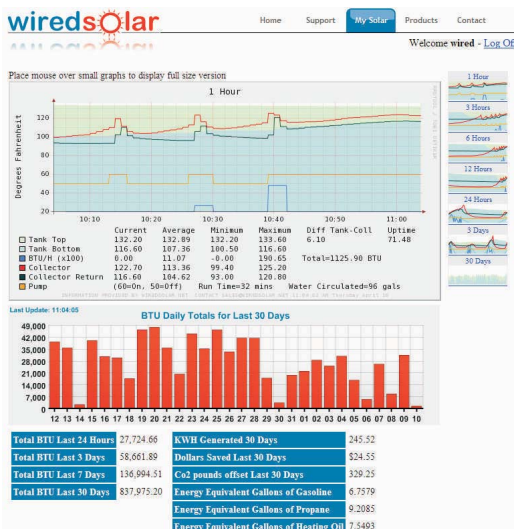 wiredsolar
Home Support My Solar Products Contact
Welcome wired - Log Of
Place mouse over small graphs to display full size version
1 Hour
Degrees Fahrenheit
120
100
80
60
40
20
10:10 10:20 10:30 10:40 10:50 11:00
Current Average Minimum Maximum Diff Tank-Coll Uptime
Tank Top 132.20 132.89 132.20 133.60 6.10 71.48
Tank Bottom 116.60 107.36 100.50 116.60
BTU/H (x100) 0.00 11.07 -0.00 190.65 Total=1125.90 BTU
Collector 122.70 113.36 99.40 125.20
Collector Return 116.60 104.62 93.00 120.80
Pump (60=On, 50=Off) Run Time=32 mins Water Circulated=96 gals
1 Hour
3 Hours
6 Hours
12 Hours
24 Hours
3 Days
30 Days
Last Update: 11:04:05
BTU Daily Totals for Last 30 Days
49,000
42,000
35,000
28,000
21,000
14,000
7,000
0
12 13 14 15 16 17 18 19 20 21 22 23 24 25 26 27 28 29 30 31 01 02 03 04 05 06 07 08 09 10
Total BTU Last 24 Hours 27,724.66
Total BTU Last 3 Days 58,661.89
Total BTU Last 7 Days 136,994.51
Total BTU Last 30 Days 837,975.20
KWH Generated 30 Days 245.52
Dollars Saved Last 30 Days $24.55
Co2 pounds offset Last 30 Days 329.25
Energy Equivalent Gallons of Gasoline 6.7579
Energy Equivalent Gallons of Propane 9.2085
Energy Equivalent Gallons of Heating Oil 7.5493